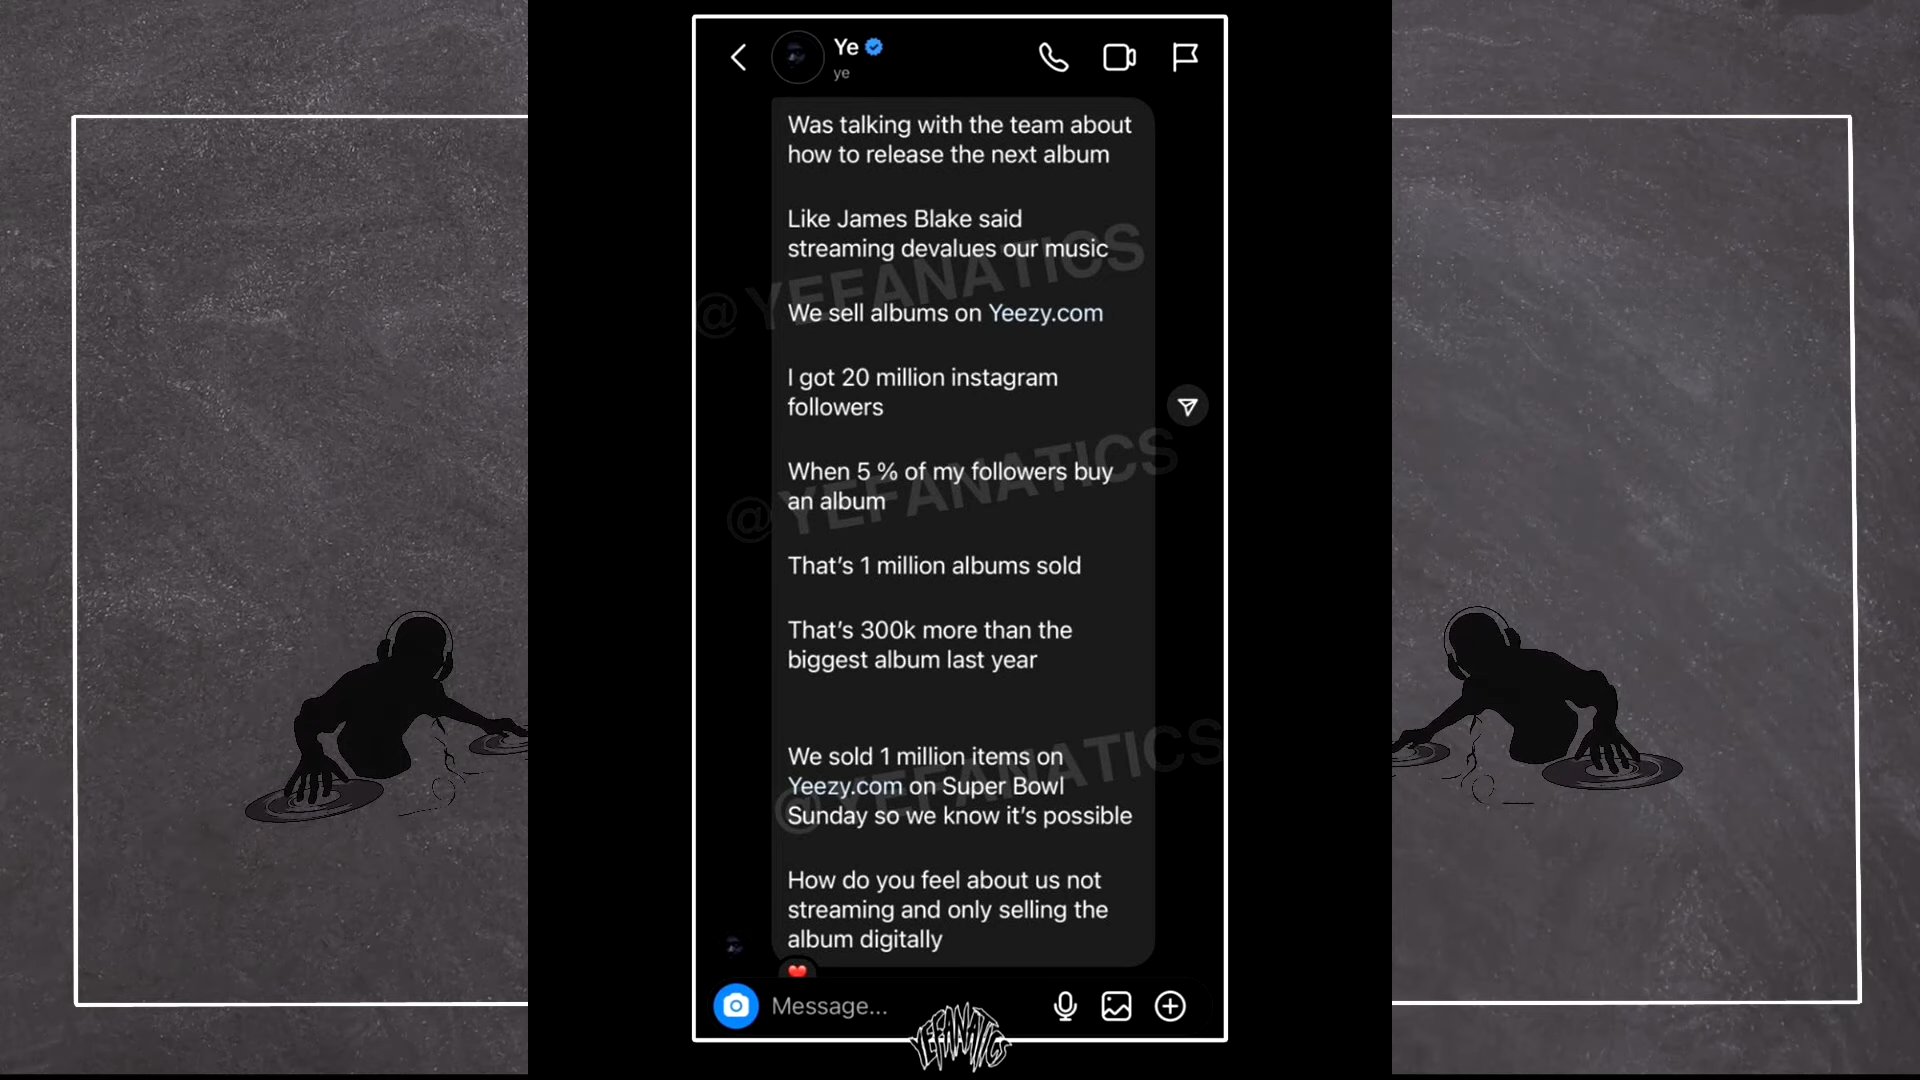 Ye
ye
Was talking with the team about
how to release the next album
Like James Blake said
streaming devalues our music
@YEFANATICS
We sell albums on Yeezy.com
I got 20 million instagram
followers
When 5 % of my followers buy
an album
@YEFANATICS
That's 1 million albums sold
That's 300k more than the
biggest album last year
We sold 1 million items on
Yeezy.com on Super Bowl
Sunday so we know it's possible
@YEFANATICS
How do you feel about us not
streaming and only selling the
album digitally
Message...
YEFANATICS